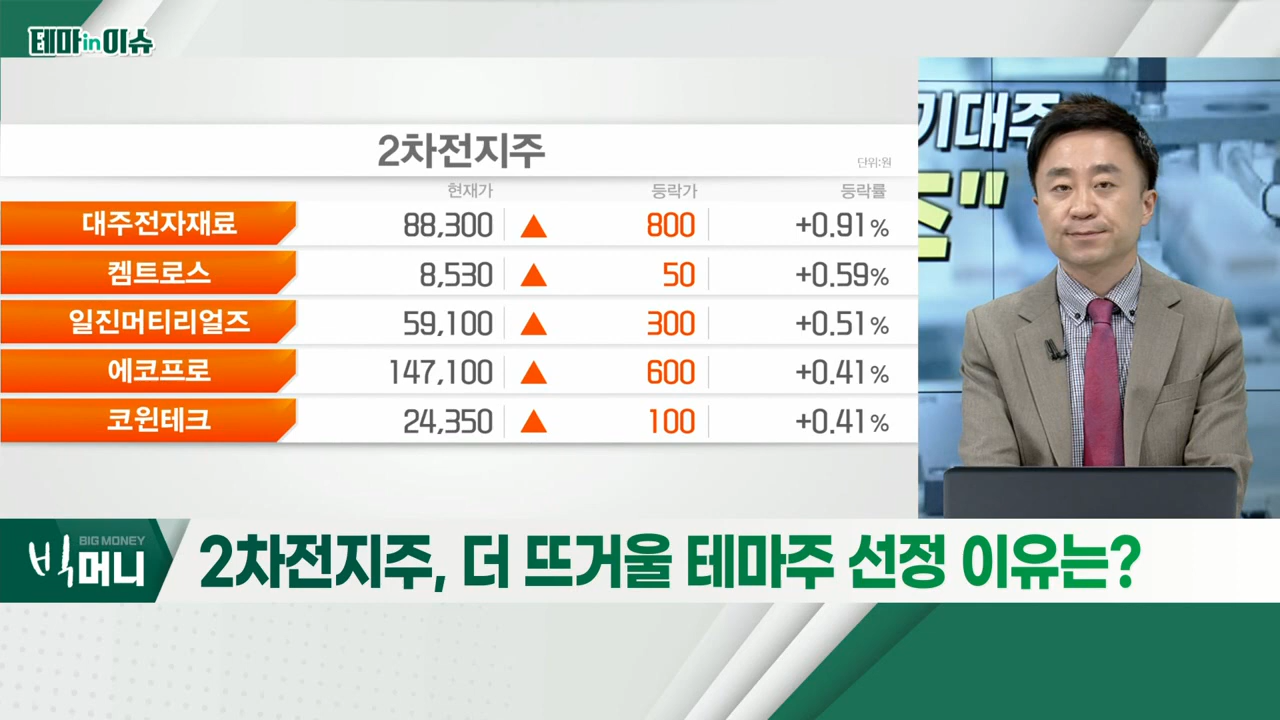 테마in이슈
기대주
"
2차전지주
단위:원
현재가 등락가 등락률
대주전자재료 88,300 ▲ 800 +0.91%
켐트로스 8,530 ▲ 50 +0.59%
일진머티리얼즈 59,100 ▲ 300 +0.51%
에코프로 147,100 ▲ 600 +0.41%
코윈테크 24,350 ▲ 100 +0.41%
BIG MONEY
빅머니
2차전지주, 더 뜨거울 테마주 선정 이유는?